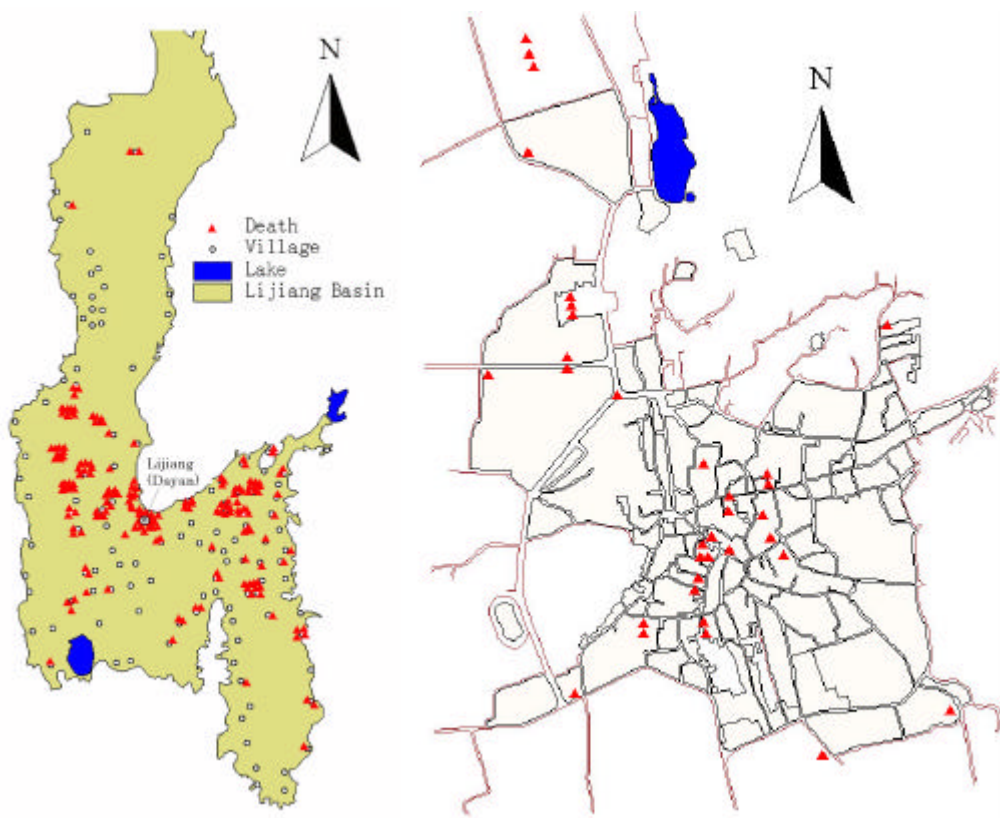 N
Death
Village
Lake
Lijiang Basin
Lijiang
(Dayan)
N